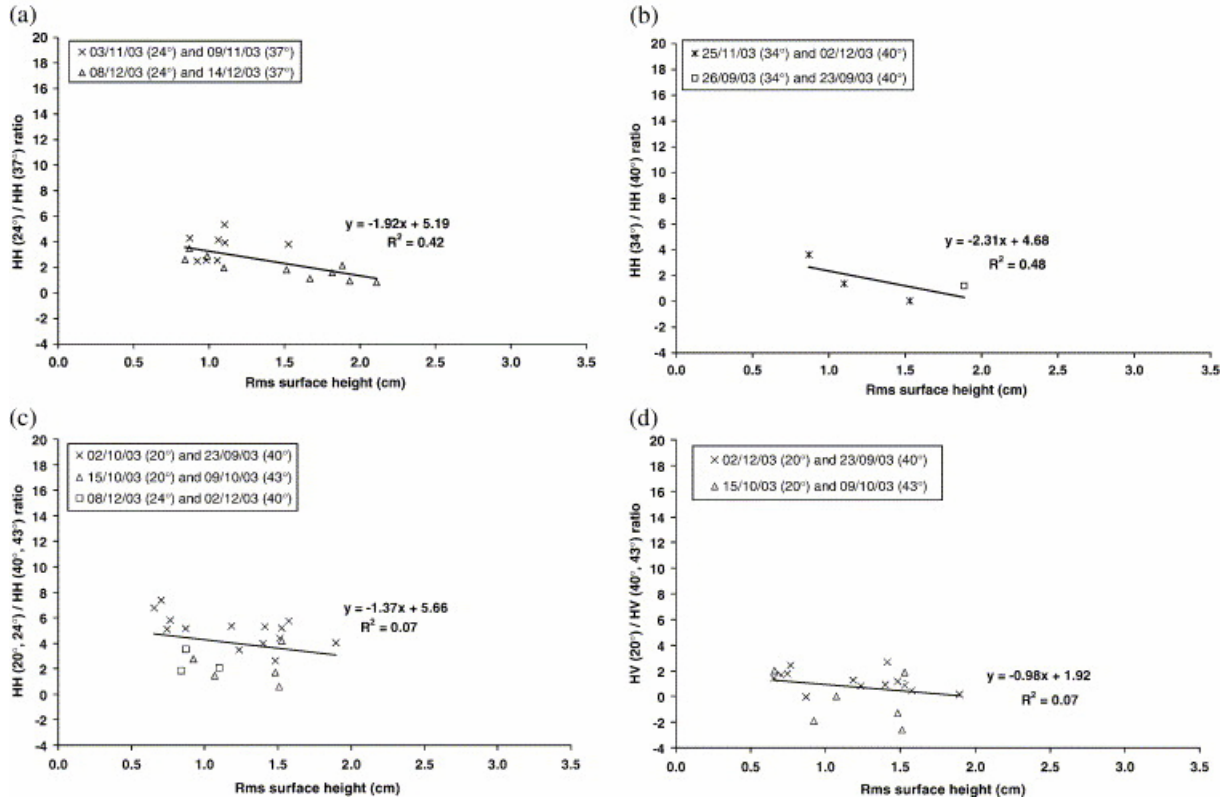 (a)
20
18
16
14
12
10
8
6
4
2
0
-2
-4
HH (24°) / HH (37°) ratio
03/11/03 (24°) and 09/11/03 (37°)
08/12/03 (24°) and 14/12/03 (37°)
y = -1.92x + 5.19
R² = 0.42
0.0 0.5 1.0 1.5 2.0 2.5 3.0 3.5
Rms surface height (cm)
(b)
20
18
16
14
12
10
8
6
4
2
0
-2
-4
HH (34°) / HH (40°) ratio
25/11/03 (34°) and 02/12/03 (40°)
26/09/03 (34°) and 23/09/03 (40°)
y = -2.31x + 4.68
R² = 0.48
0.0 0.5 1.0 1.5 2.0 2.5 3.0 3.5
Rms surface height (cm)
(c)
20
18
16
14
12
10
8
6
4
2
0
-2
-4
HH (20°, 24°) / HH (40°, 43°) ratio
02/10/03 (20°) and 23/09/03 (40°)
15/10/03 (20°) and 09/10/03 (43°)
08/12/03 (24°) and 02/12/03 (40°)
y = -1.37x + 5.66
R² = 0.07
0.0 0.5 1.0 1.5 2.0 2.5 3.0 3.5
Rms surface height (cm)
(d)
20
18
16
14
12
10
8
6
4
2
0
-2
-4
HV (20°) / HV (40°, 43°) ratio
02/12/03 (20°) and 23/09/03 (40°)
15/10/03 (20°) and 09/10/03 (43°)
y = -0.98x + 1.92
R² = 0.07
0.0 0.5 1.0 1.5 2.0 2.5 3.0 3.5
Rms surface height (cm)